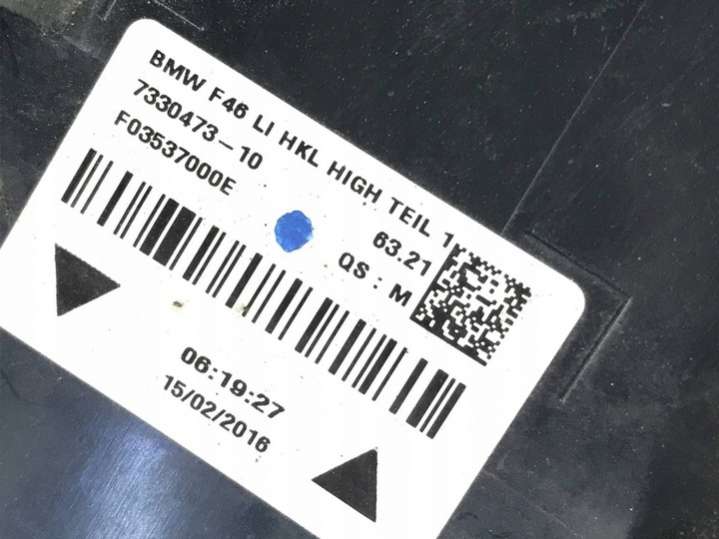 BMW F46 LI HKL HIGH TEIL 1
7330473-10
63.21
F03537000E
QS: M
06:19:27
15/02/2016